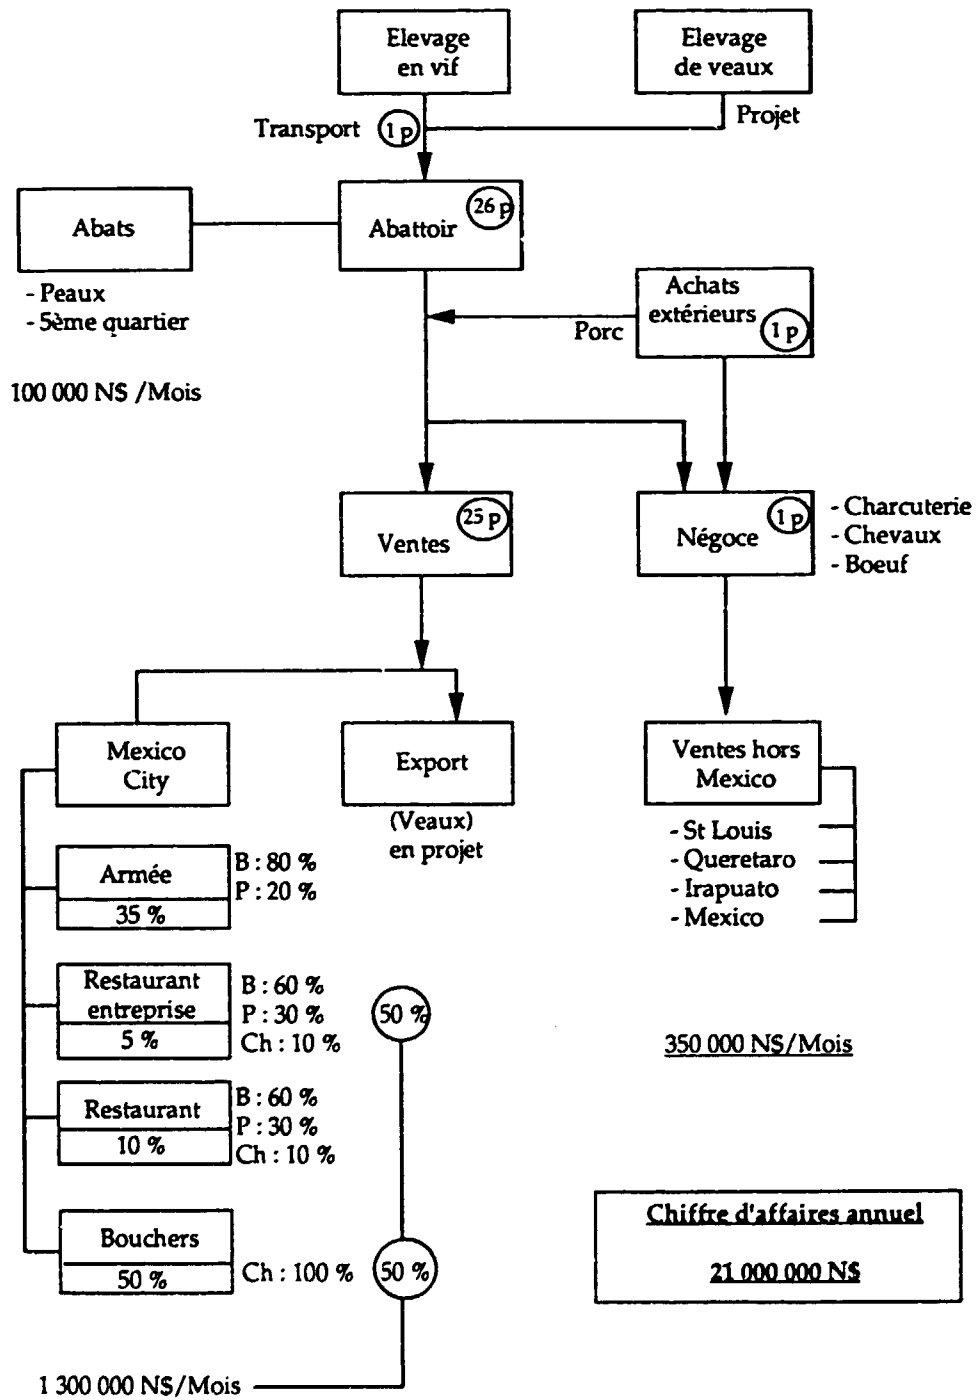 Elevage
en vif
Elevage
de veaux
Transport
1 p
Projet
Abats
Abattoir
26 p
- Peaux
- 5ème quartier
Achats
extérieurs
1 p
Porc
100 000 N$ /Mois
Ventes
25 p
Négoce
1 p
- Charcuterie
- Chevaux
- Boeuf
Mexico
City
Export
(Veaux)
en projet
Ventes hors
Mexico
- St Louis
- Queretaro
- Irapuato
- Mexico
Armée
35 %
B : 80 %
P : 20 %
Restaurant
entreprise
5 %
B : 60 %
P : 30 %
Ch : 10 %
50 %
350 000 N$/Mois
Restaurant
10 %
B : 60 %
P : 30 %
Ch : 10 %
Bouchers
50 %
Ch : 100 %
50 %
Chiffre d'affaires annuel
21 000 000 N$
1 300 000 N$/Mois